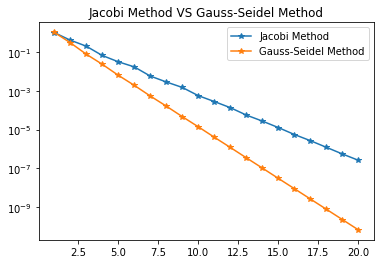 Jacobi Method VS Gauss-Seidel Method
Jacobi Method
Gauss-Seidel Method
10⁻¹
10⁻³
10⁻⁵
10⁻⁷
10⁻⁹
2.5 5.0 7.5 10.0 12.5 15.0 17.5 20.0